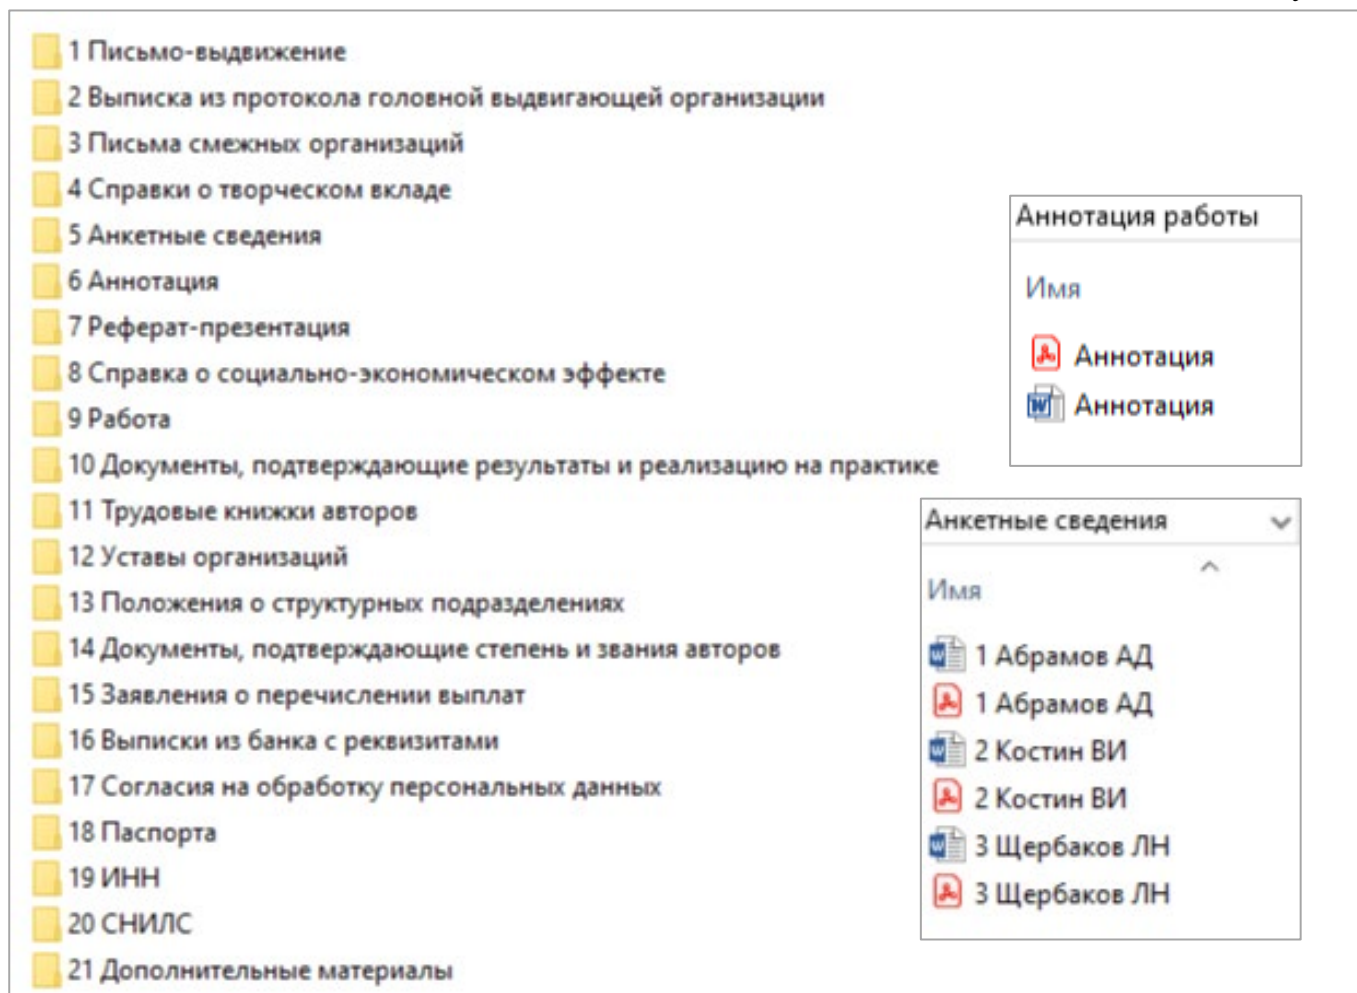 1 Письмо-выдвижение
2 Выписка из протокола головной выдвигающей организации
3 Письма смежных организаций
4 Справки о творческом вкладе
5 Анкетные сведения
6 Аннотация
7 Реферат-презентация
8 Справка о социально-экономическом эффекте
9 Работа
10 Документы, подтверждающие результаты и реализацию на практике
11 Трудовые книжки авторов
12 Уставы организаций
13 Положения о структурных подразделениях
14 Документы, подтверждающие степень и звания авторов
15 Заявления о перечислении выплат
16 Выписки из банка с реквизитами
17 Согласия на обработку персональных данных
18 Паспорта
19 ИНН
20 СНИЛС
21 Дополнительные материалы
Аннотация работы
Имя
Аннотация
Аннотация
Анкетные сведения
Имя
1 Абрамов АД
1 Абрамов АД
2 Костин ВИ
2 Костин ВИ
3 Щербаков ЛН
3 Щербаков ЛН